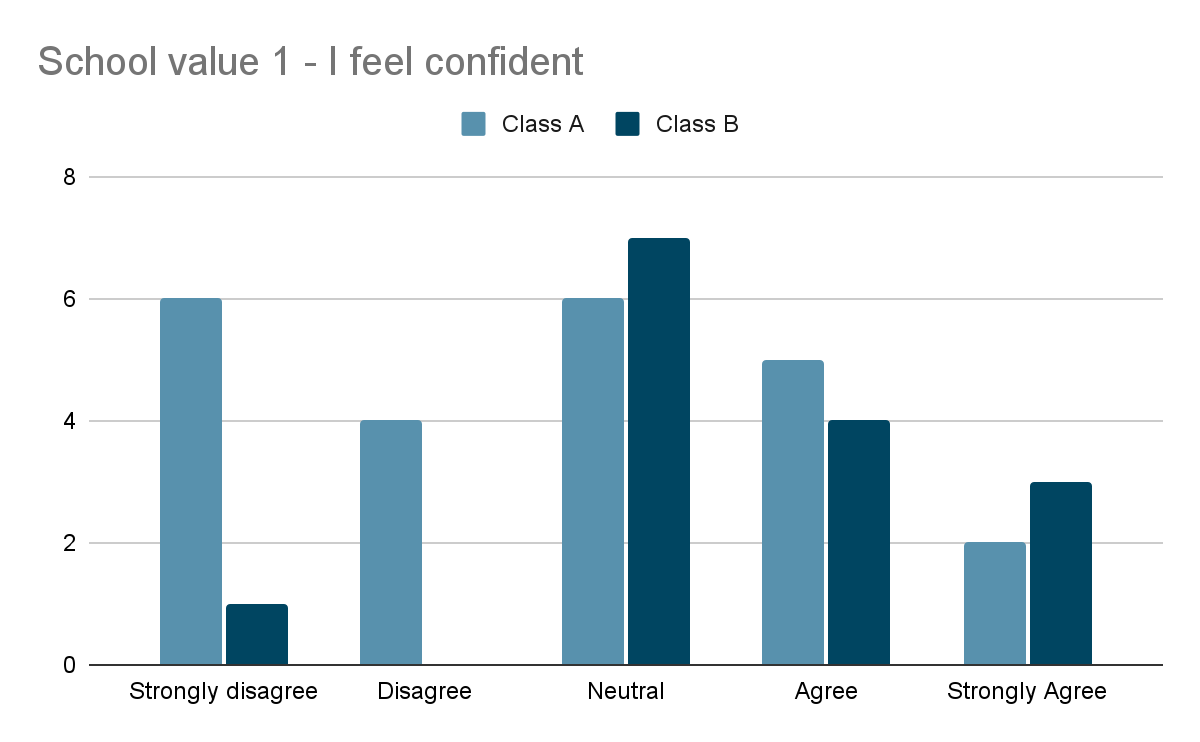 School value 1 - I feel confident
Class A
Class B
8
6
4
2
0
Strongly disagree
Disagree
Neutral
Agree
Strongly Agree